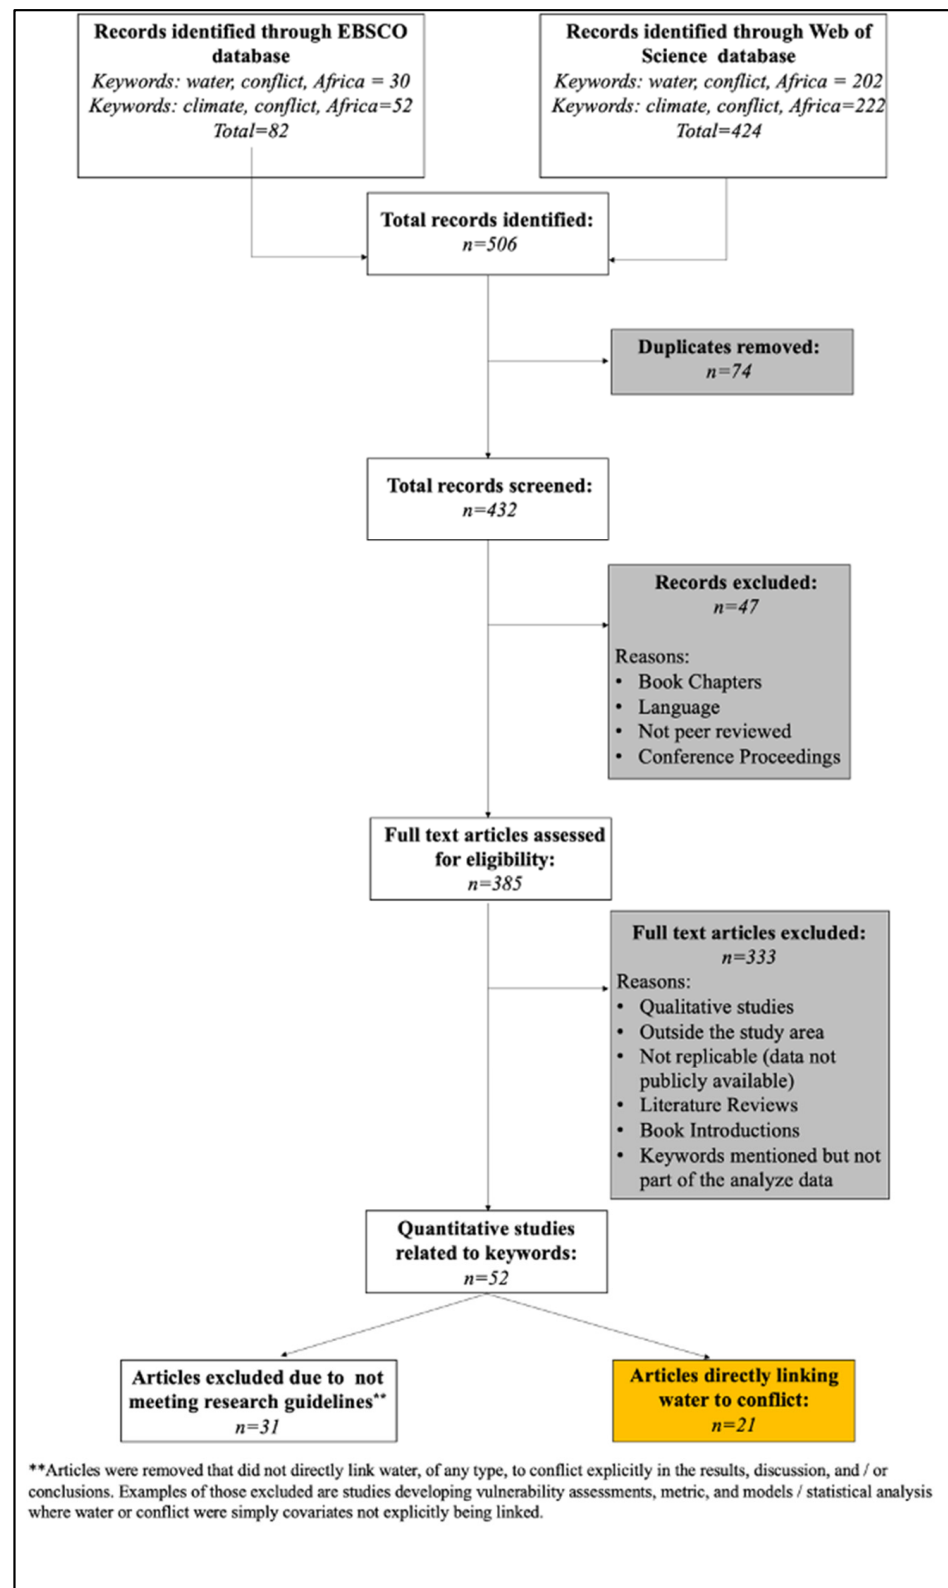 Records identified through EBSCO
database
Keywords: water, conflict, Africa = 30
Keywords: climate, conflict, Africa=52
Total=82
Records identified through Web of
Science database
Keywords: water, conflict, Africa = 202
Keywords: climate, conflict, Africa=222
Total=424
Total records identified:
n=506
Duplicates removed:
n=74
Total records screened:
n=432
Records excluded:
n=47
Reasons:
• Book Chapters
• Language
• Not peer reviewed
• Conference Proceedings
Full text articles assessed
for eligibility:
n=385
Full text articles excluded:
n=333
Reasons:
• Qualitative studies
• Outside the study area
• Not replicable (data not
publicly available)
• Literature Reviews
• Book Introductions
• Keywords mentioned but not
part of the analyze data
Quantitative studies
related to keywords:
n=52
Articles excluded due to not
meeting research guidelines**
n=31
Articles directly linking
water to conflict:
n=21
**Articles were removed that did not directly link water, of any type, to conflict explicitly in the results, discussion, and / or
conclusions. Examples of those excluded are studies developing vulnerability assessments, metric, and models / statistical analysis
where water or conflict were simply covariates not explicitly being linked.